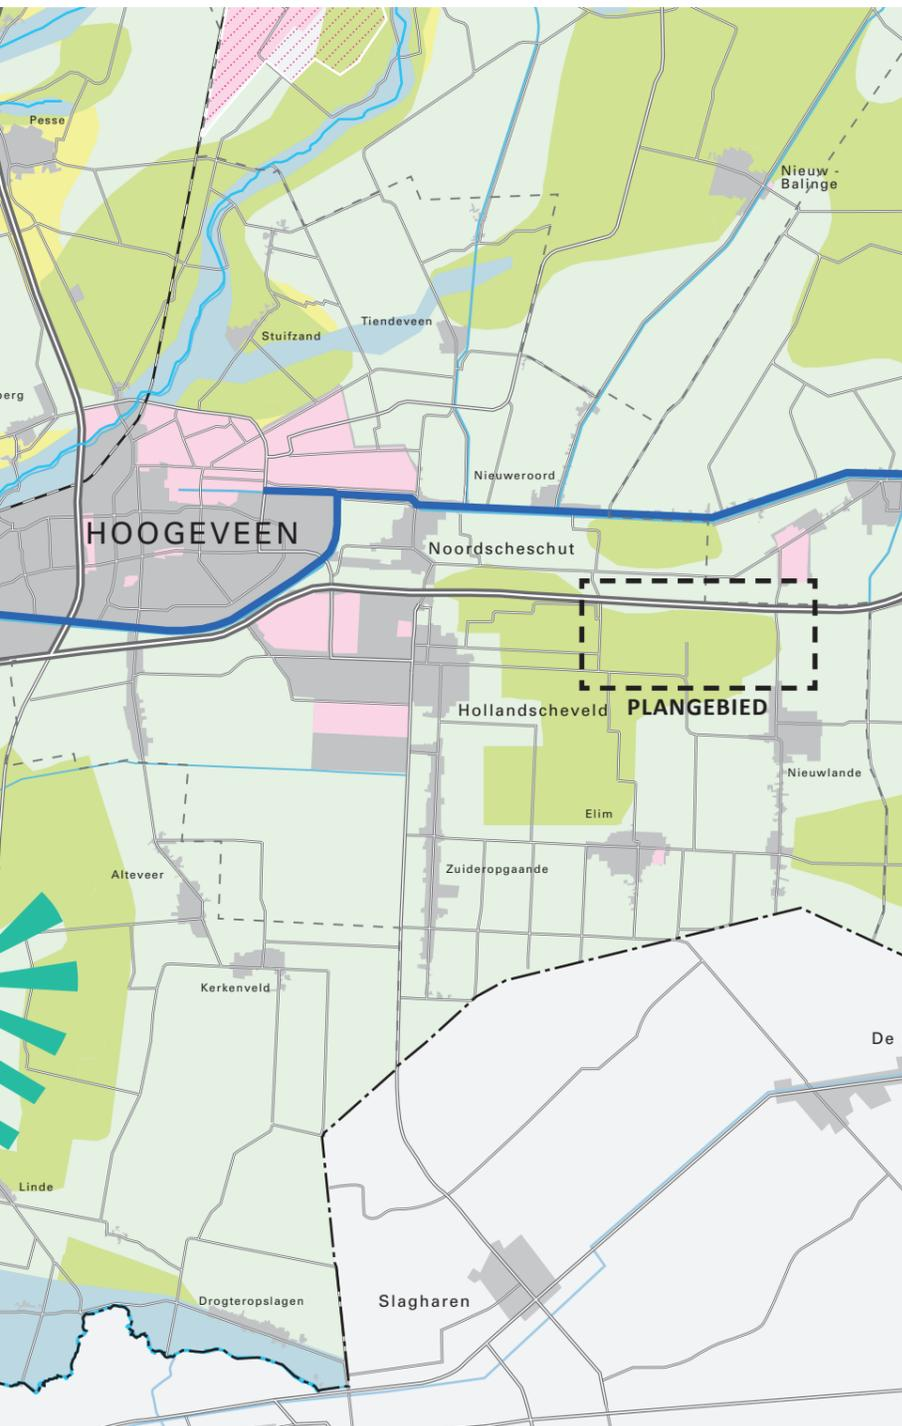 Pesse
Nieuw -
Balinge
Tiendeveen
Stuifzand
berg
Nieuweroord
HOOGEVEEN
Noordscheschut
Hollandscheveld
PLANGEBIED
Nieuwlande
Elim
Zuideropgaande
Alteveer
Kerkenveld
De
Linde
Slagharen
Drogteropslagen